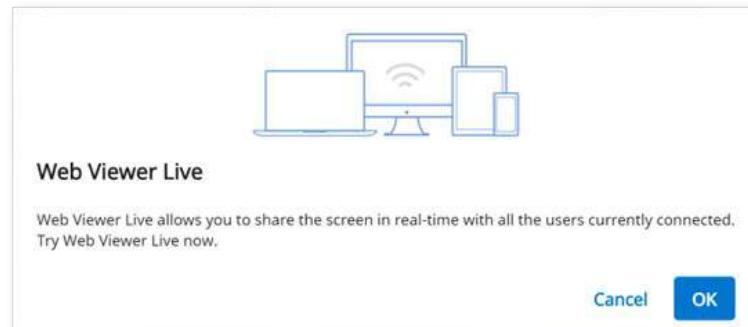 Web Viewer Live
Web Viewer Live allows you to share the screen in real-time with all the users currently connected.
Try Web Viewer Live now.
Cancel OK